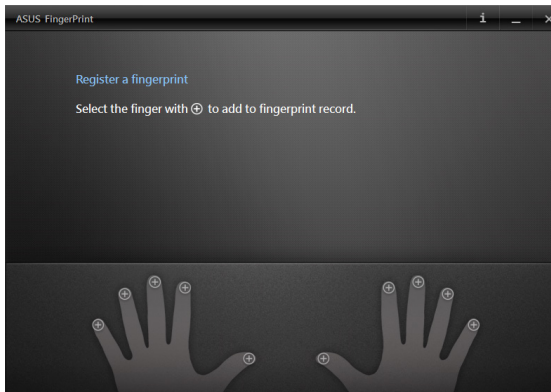 ASUS FingerPrint
Register a fingerprint
Select the finger with ⊕ to add to fingerprint record.